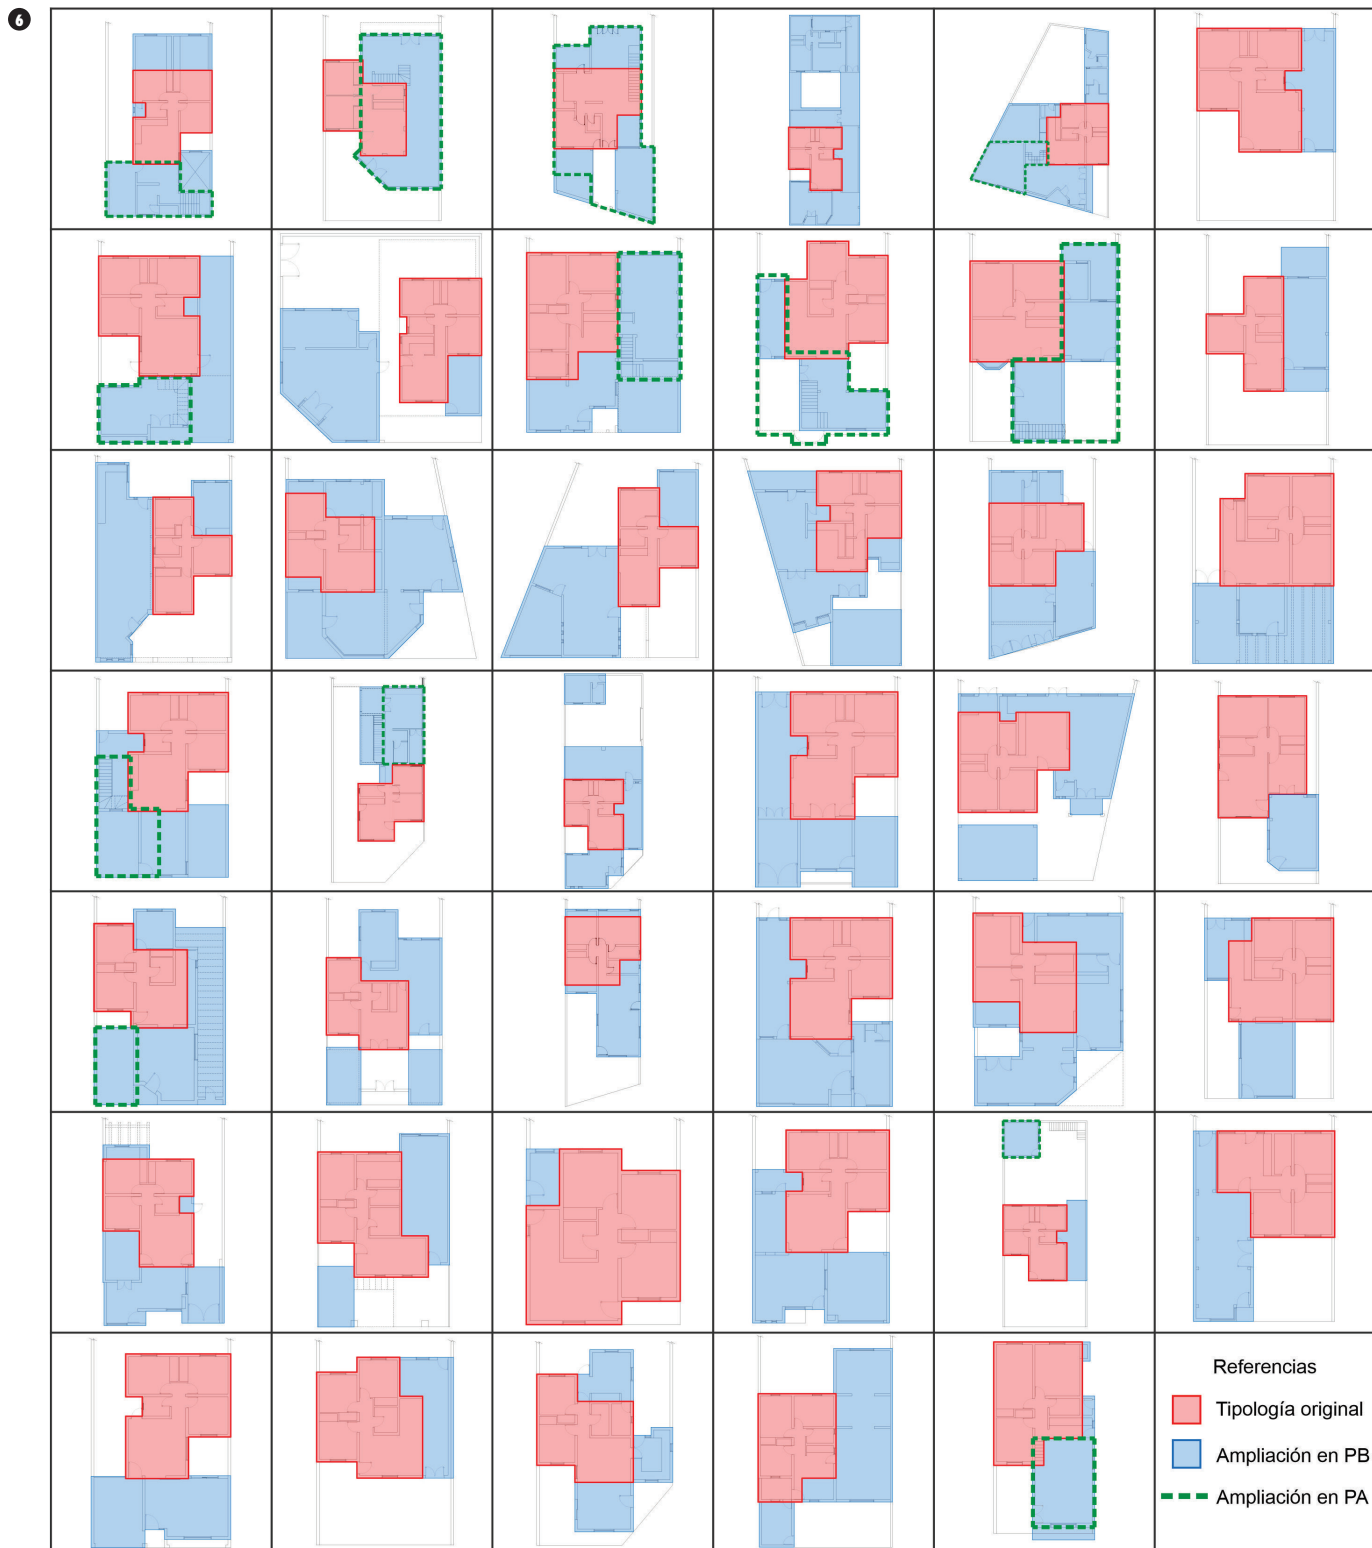 6
Referencias
Tipología original
Ampliación en PB
Ampliación en PA